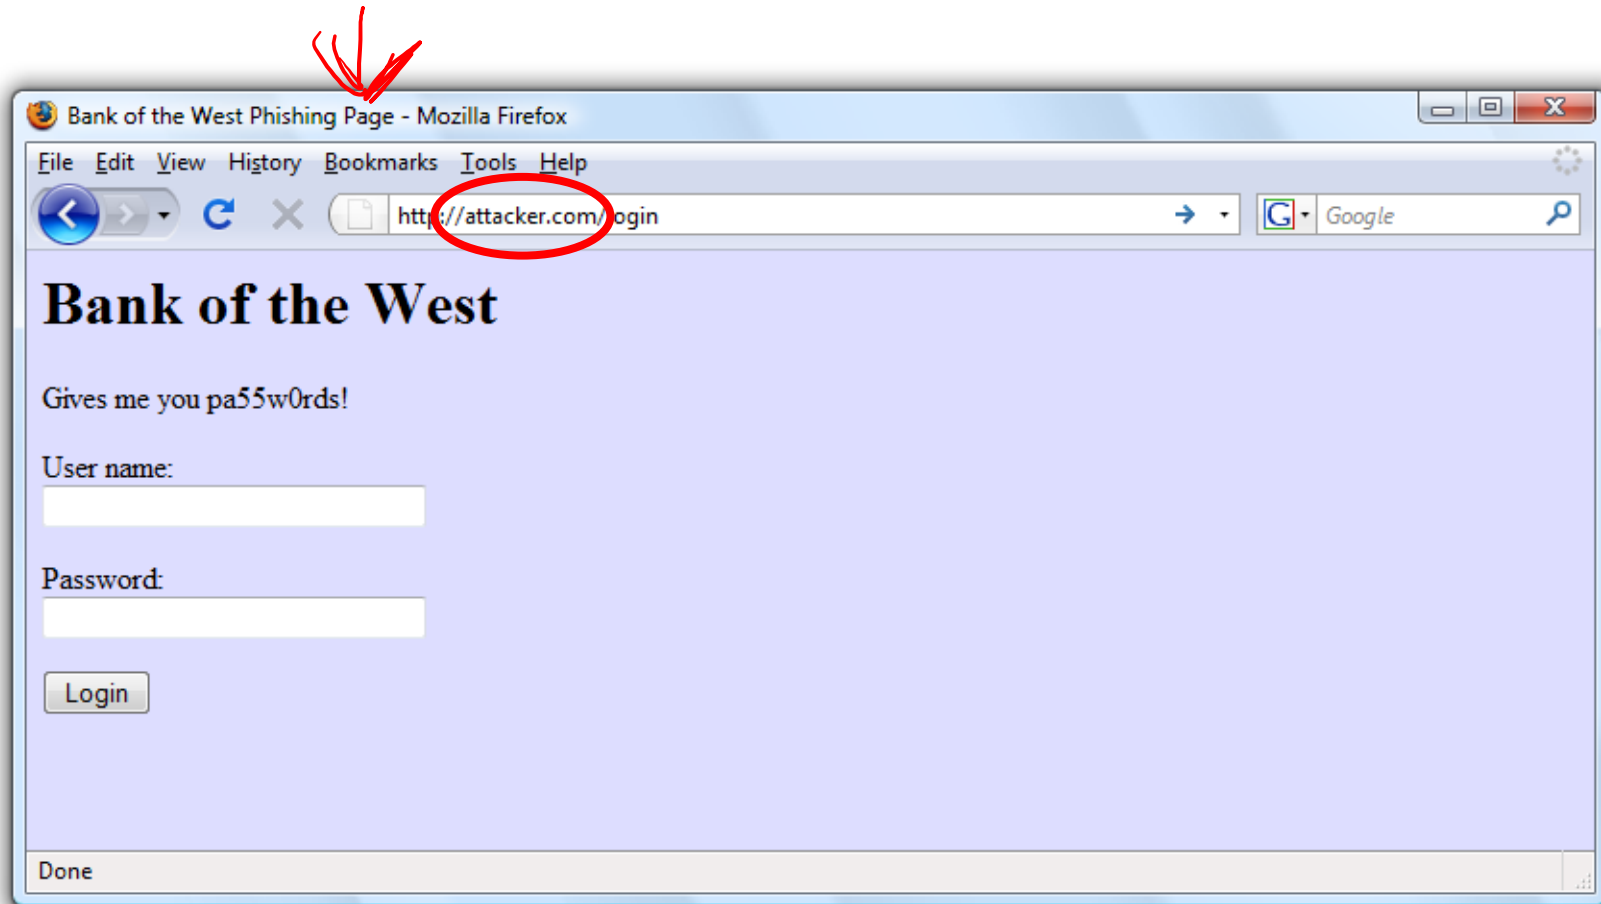 Bank of the West Phishing Page - Mozilla Firefox
File Edit View History Bookmarks Tools Help
http://attacker.com/login
Google
Bank of the West
Gives me you pa55w0rds!
User name:
Password:
Login
Done